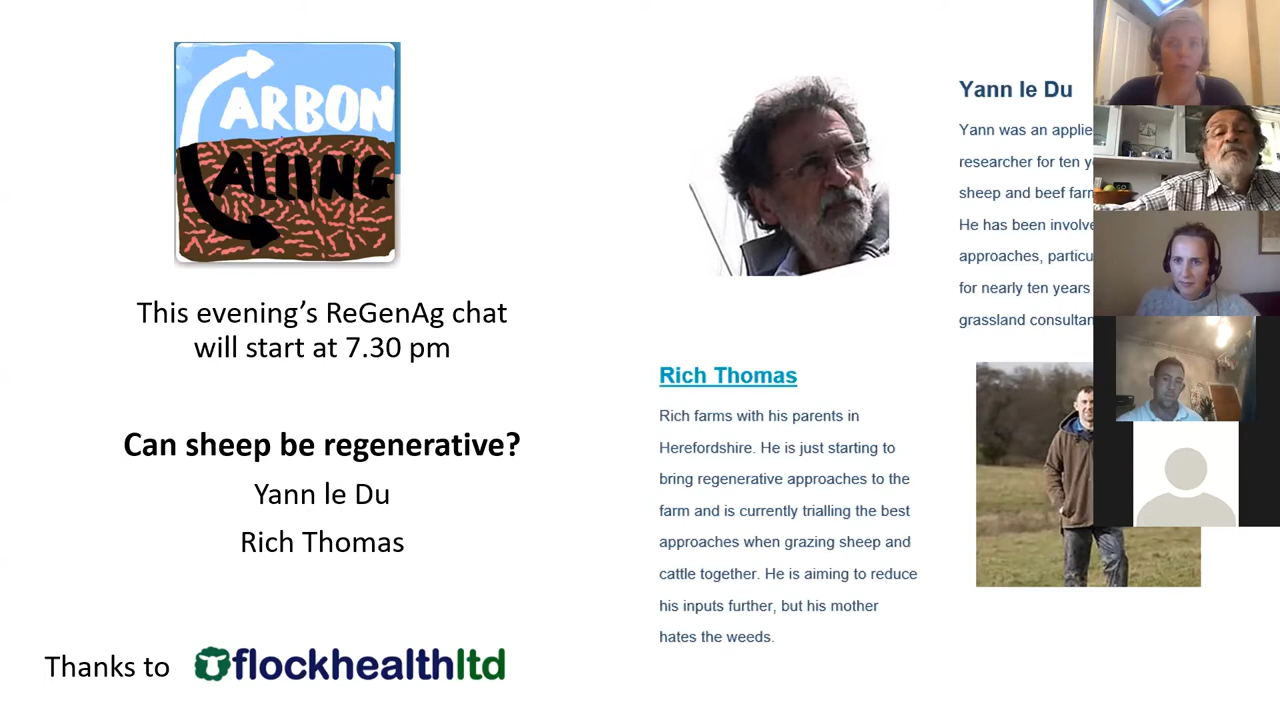 CARBON
CALLING
This evening’s ReGenAg chat
will start at 7.30 pm
Can sheep be regenerative?
Yann le Du
Rich Thomas
Thanks to flockhealthltd
Yann le Du
Yann was an
researcher for ten
sheep and beef
He has been
approaches,
for nearly ten years
grassland
Rich Thomas
Rich farms with his parents in
Herefordshire. He is just starting to
bring regenerative approaches to the
farm and is currently trialling the best
approaches when grazing sheep and
cattle together. He is aiming to reduce
his inputs further, but his mother
hates the weeds.